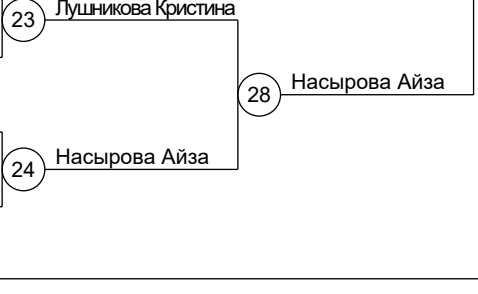 23 Лушникова Кристина
28 Насырова Айза
24 Насырова Айза